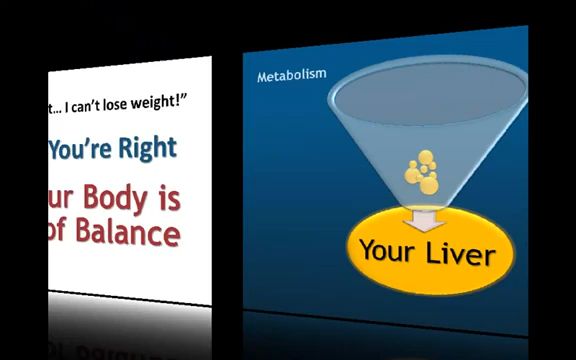 t... I can't lose weight!"
You're Right
ur Body is
of Balance
Metabolism
Your Liver